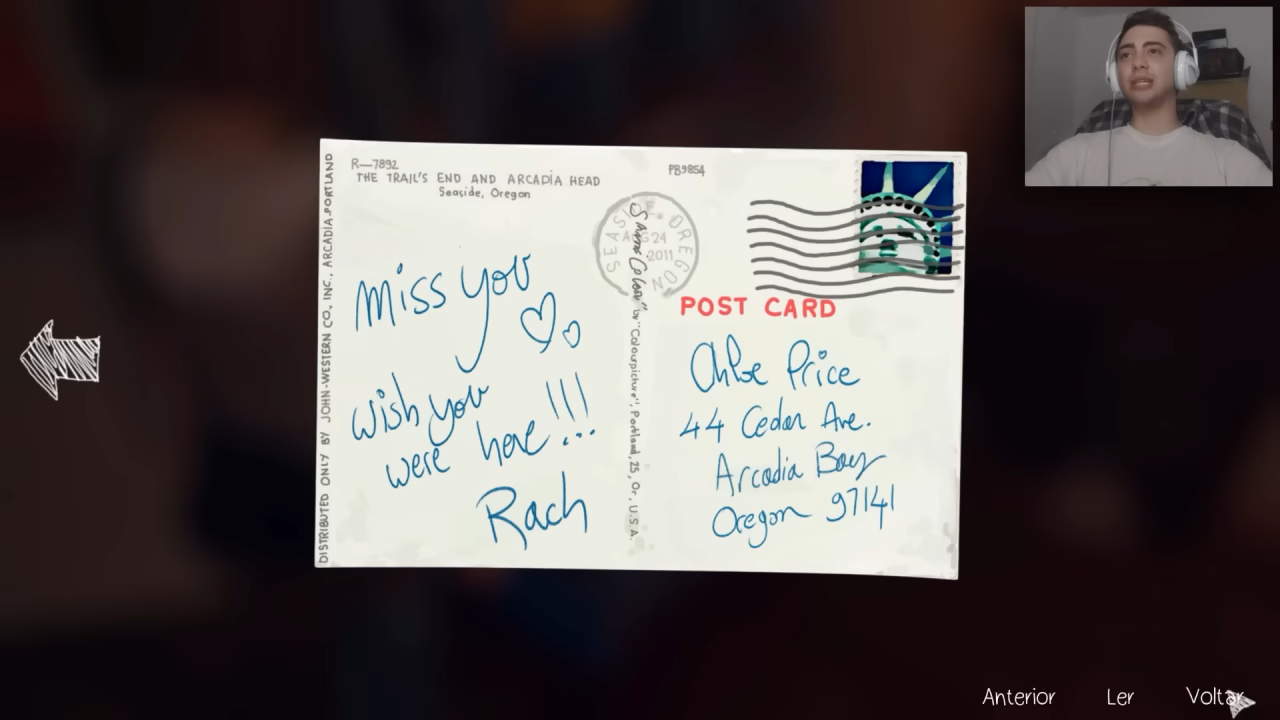 R—7892
THE TRAIL'S END AND ARCADIA HEAD
Seaside, Oregon
PB9854
DISTRIBUTED ONLY BY JOHN-WESTERN CO., INC., ARCADIA-PORTLAND
SEASIDE OREGON
AUG 24
2011
"Colourpicture", Portland, 25, Or., U.S.A.
Miss you
Wish you
were here!!!
Rach
POST CARD
Chloe Price
44 Cedar Ave.
Arcadia Bay
Oregon 97141
Anterior Ler Voltar